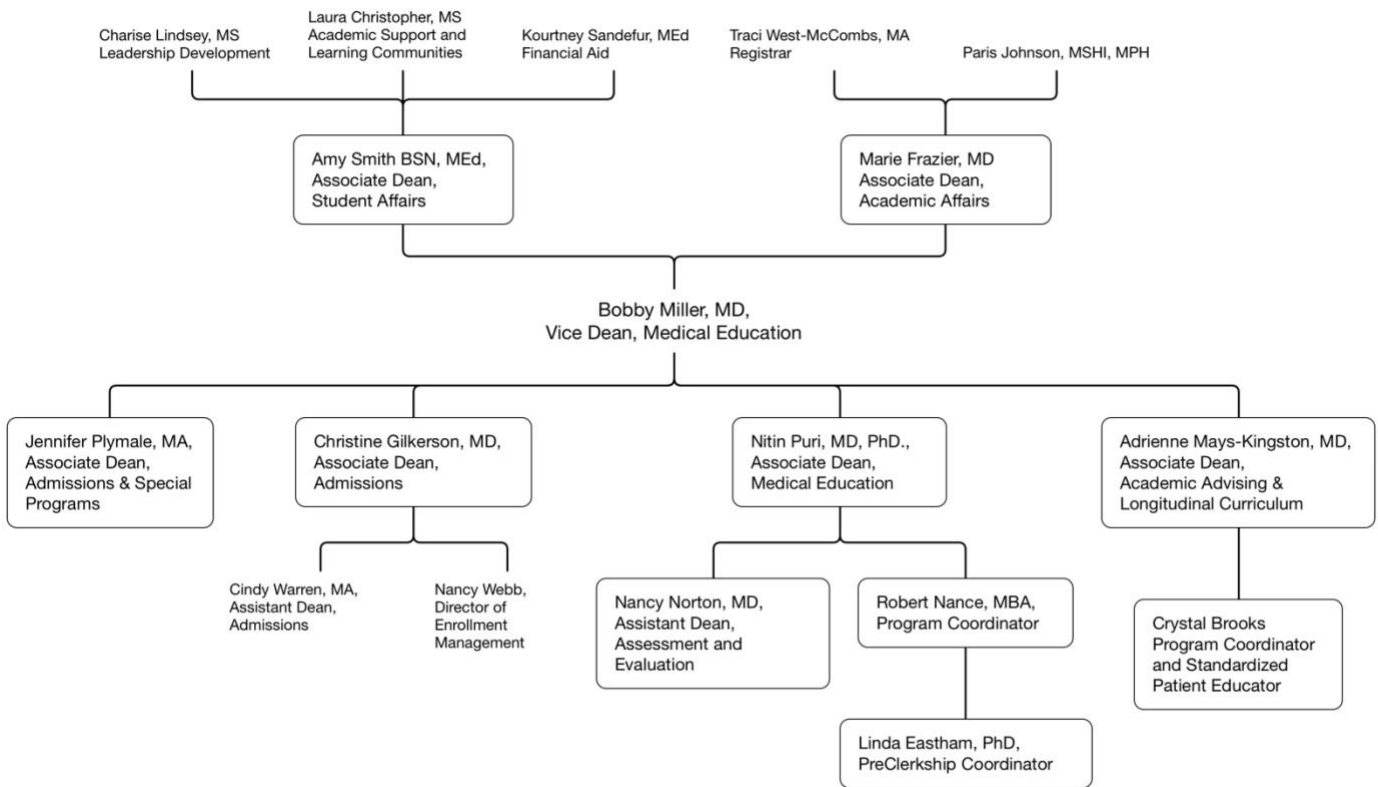 Charise Lindsey, MS
Leadership Development
Laura Christopher, MS
Academic Support and
Learning Communities
Kourtney Sandefur, MEd
Financial Aid
Traci West-McCombs, MA
Registrar
Paris Johnson, MSHI, MPH
Amy Smith BSN, MEd,
Associate Dean,
Student Affairs
Marie Frazier, MD
Associate Dean,
Academic Affairs
Bobby Miller, MD,
Vice Dean, Medical Education
Jennifer Plymale, MA,
Associate Dean,
Admissions & Special
Programs
Christine Gilkerson, MD,
Associate Dean,
Admissions
Nitin Puri, MD, PhD.,
Associate Dean,
Medical Education
Adrienne Mays-Kingston, MD,
Associate Dean,
Academic Advising &
Longitudinal Curriculum
Cindy Warren, MA,
Assistant Dean,
Admissions
Nancy Webb,
Director of
Enrollment
Management
Nancy Norton, MD,
Assistant Dean,
Assessment and
Evaluation
Robert Nance, MBA,
Program Coordinator
Crystal Brooks
Program Coordinator
and Standardized
Patient Educator
Linda Eastham, PhD,
PreClerkship Coordinator